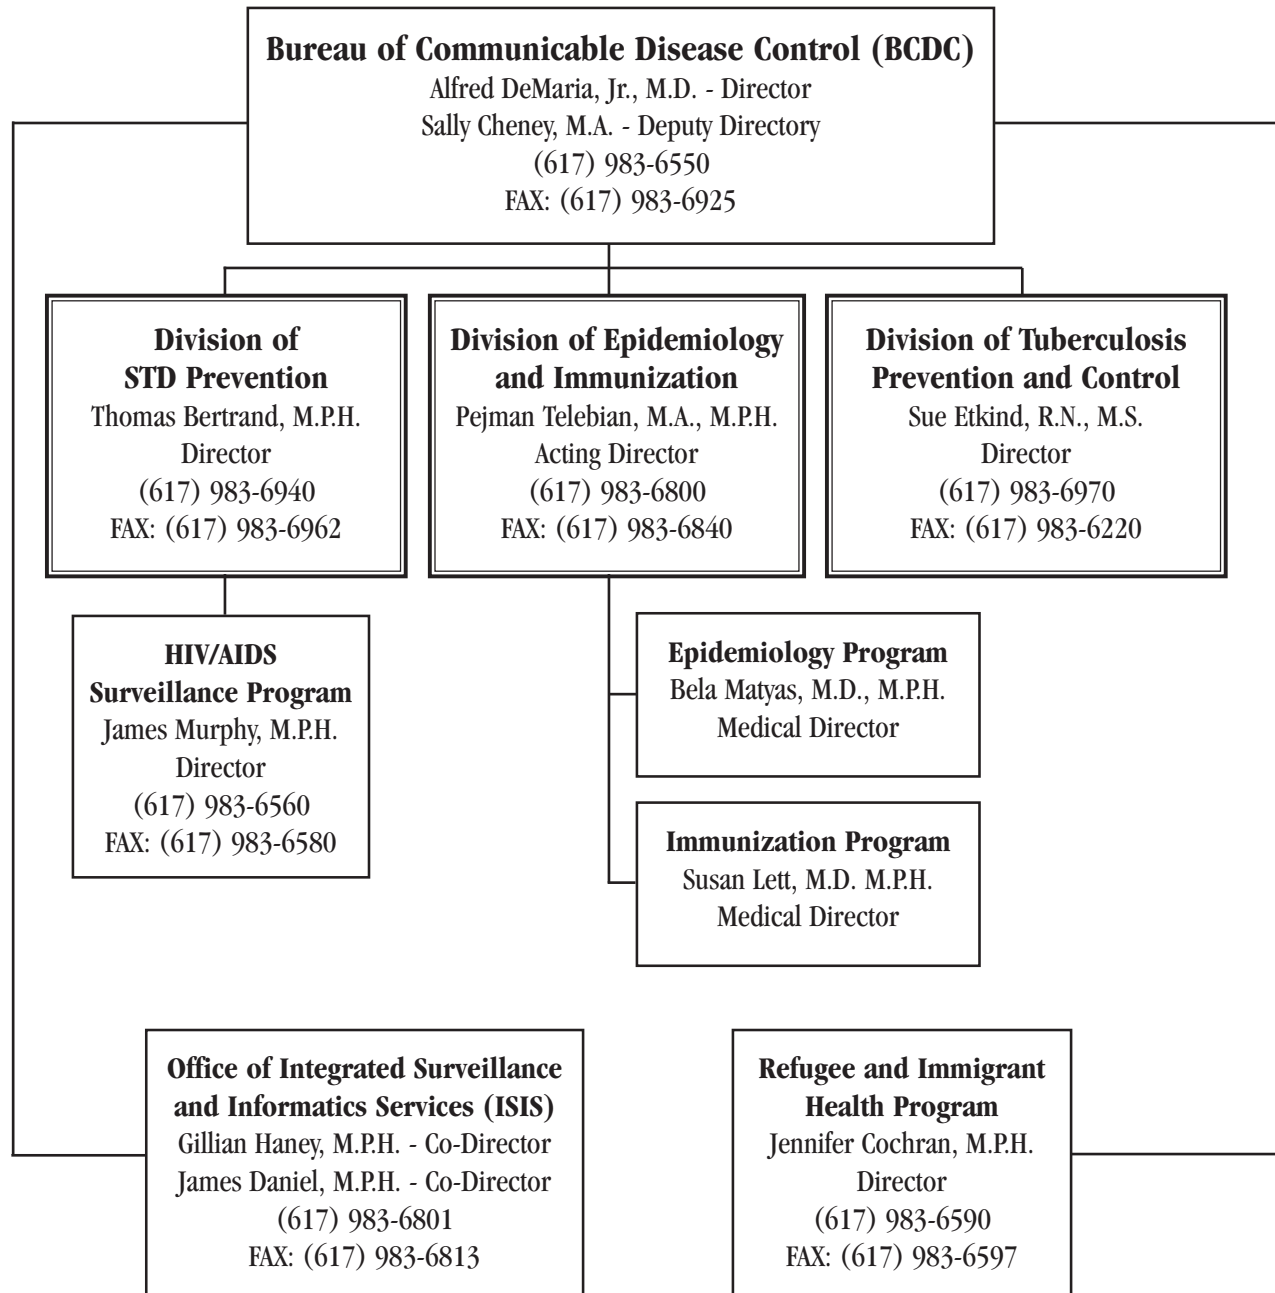 Bureau of Communicable Disease Control (BCDC)
Alfred DeMaria, Jr., M.D. - Director
Sally Cheney, M.A. - Deputy Directory
(617) 983-6550
FAX: (617) 983-6925
Division of
STD Prevention
Thomas Bertrand, M.P.H.
Director
(617) 983-6940
FAX: (617) 983-6962
Division of Epidemiology
and Immunization
Pejman Telebian, M.A., M.P.H.
Acting Director
(617) 983-6800
FAX: (617) 983-6840
Division of Tuberculosis
Prevention and Control
Sue Etkind, R.N., M.S.
Director
(617) 983-6970
FAX: (617) 983-6220
HIV/AIDS
Surveillance Program
James Murphy, M.P.H.
Director
(617) 983-6560
FAX: (617) 983-6580
Epidemiology Program
Bela Matyas, M.D., M.P.H.
Medical Director
Immunization Program
Susan Lett, M.D. M.P.H.
Medical Director
Office of Integrated Surveillance
and Informatics Services (ISIS)
Gillian Haney, M.P.H. - Co-Director
James Daniel, M.P.H. - Co-Director
(617) 983-6801
FAX: (617) 983-6813
Refugee and Immigrant
Health Program
Jennifer Cochran, M.P.H.
Director
(617) 983-6590
FAX: (617) 983-6597